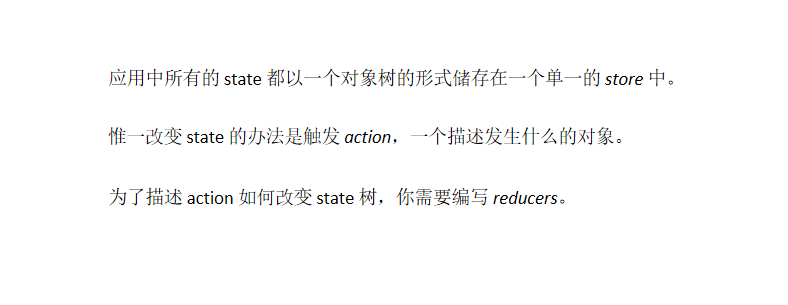 应用中所有的 state 都以一个对象树的形式储存在一个单一的 store 中。
惟一改变 state 的办法是触发 action，一个描述发生什么的对象。
为了描述 action 如何改变 state 树，你需要编写 reducers。